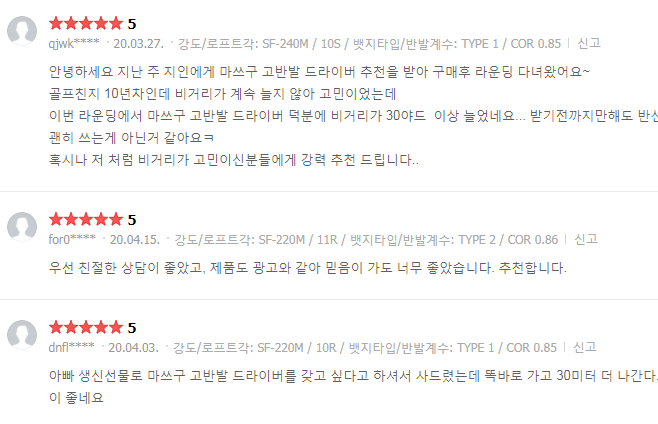 ★★★★★ 5
qjwk**** · 20.03.27. · 강도/로프트각: SF-240M / 10S / 뱃지타입/반발계수: TYPE 1 / COR 0.85 | 신고
안녕하세요 지난 주 지인에게 마쓰구 고반발 드라이버 추천을 받아 구매후 라운딩 다녀왔어요~
골프친지 10년차인데 비거리가 계속 늘지 않아 고민이었는데
이번 라운딩에서 마쓰구 고반발 드라이버 덕분에 비거리가 30야드 이상 늘었네요... 받기전까지만해도 반신
괜히 쓰는게 아닌거 같아요ㅋ
혹시나 저 처럼 비거리가 고민이신분들에게 강력 추천 드립니다..
★★★★★ 5
for0**** · 20.04.15. · 강도/로프트각: SF-220M / 11R / 뱃지타입/반발계수: TYPE 2 / COR 0.86 | 신고
우선 친절한 상담이 좋았고, 제품도 광고와 같아 믿음이 가도 너무 좋았습니다. 추천합니다.
★★★★★ 5
dnfl**** · 20.04.03. · 강도/로프트각: SF-220M / 10R / 뱃지타입/반발계수: TYPE 1 / COR 0.85 | 신고
아빠 생신선물로 마쓰구 고반발 드라이버를 갖고 싶다고 하셔서 사드렸는데 똑바로 가고 30미터 더 나간다.
이 좋네요